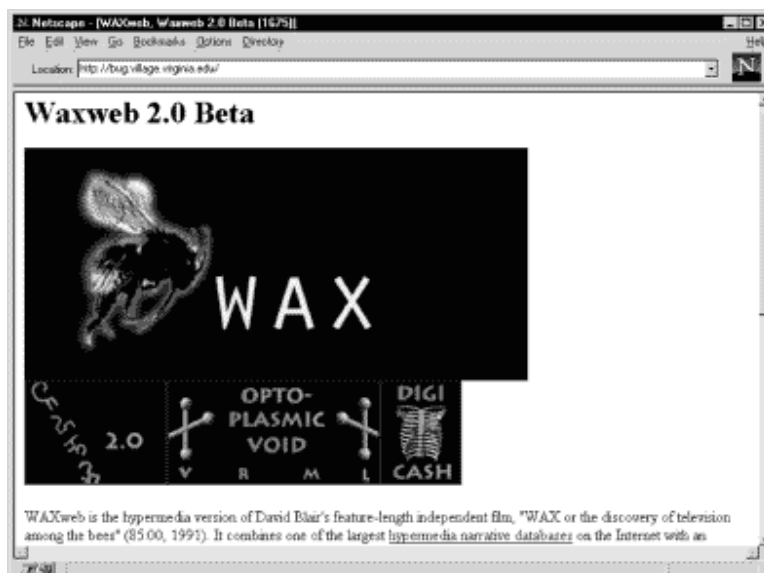 Netscape - [WAXweb, Waxweb 2.0 Beta (1675)]
File Edit View Go Bookmarks Options Directory Help
Location: http://bug.village.virginia.edu/
N
Waxweb 2.0 Beta
WAX
2.0
OPTO-
PLASMIC
VOID
V R M L
DIGI
CASH
WAXweb is the hypermedia version of David Blair's feature-length independent film, "WAX or the discovery of television
among the bees" (85:00, 1991). It combines one of the largest hypermedia narrative databases on the Internet with an